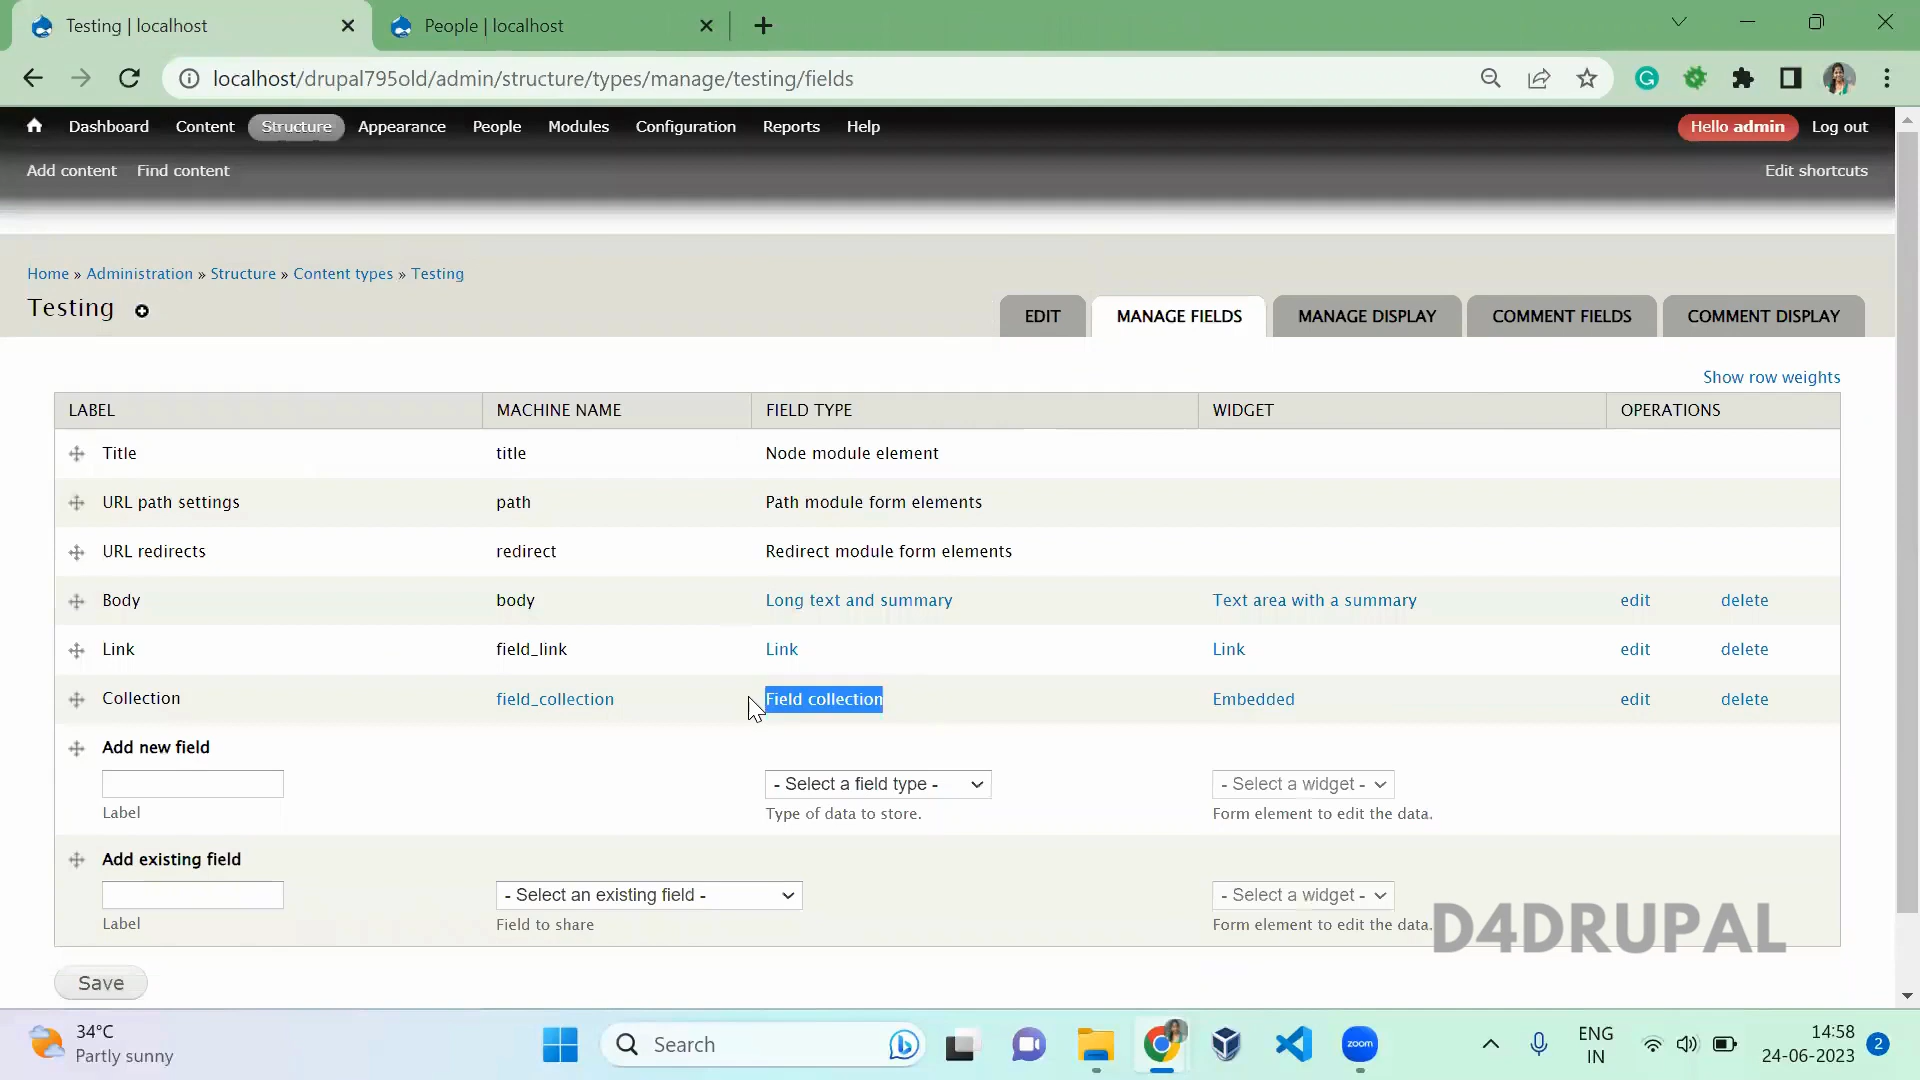 Testing | localhost
People | localhost
localhost/drupal795old/admin/structure/types/manage/testing/fields
Dashboard Content Structure Appearance People Modules Configuration Reports Help
Hello admin Log out
Add content Find content
Edit shortcuts
Home » Administration » Structure » Content types » Testing
Testing
EDIT MANAGE FIELDS MANAGE DISPLAY COMMENT FIELDS COMMENT DISPLAY
Show row weights
LABEL MACHINE NAME FIELD TYPE WIDGET OPERATIONS
Title title Node module element
URL path settings path Path module form elements
URL redirects redirect Redirect module form elements
Body body Long text and summary Text area with a summary edit delete
Link field_link Link Link edit delete
Collection field_collection Field collection Embedded edit delete
Add new field
- Select a field type - - Select a widget -
Label Type of data to store. Form element to edit the data.
Add existing field
- Select an existing field - - Select a widget -
Label Field to share Form element to edit the data.
D4DRUPAL
Save
34°C
Partly sunny
Search
zoom
ENG
IN
14:58
24-06-2023
2